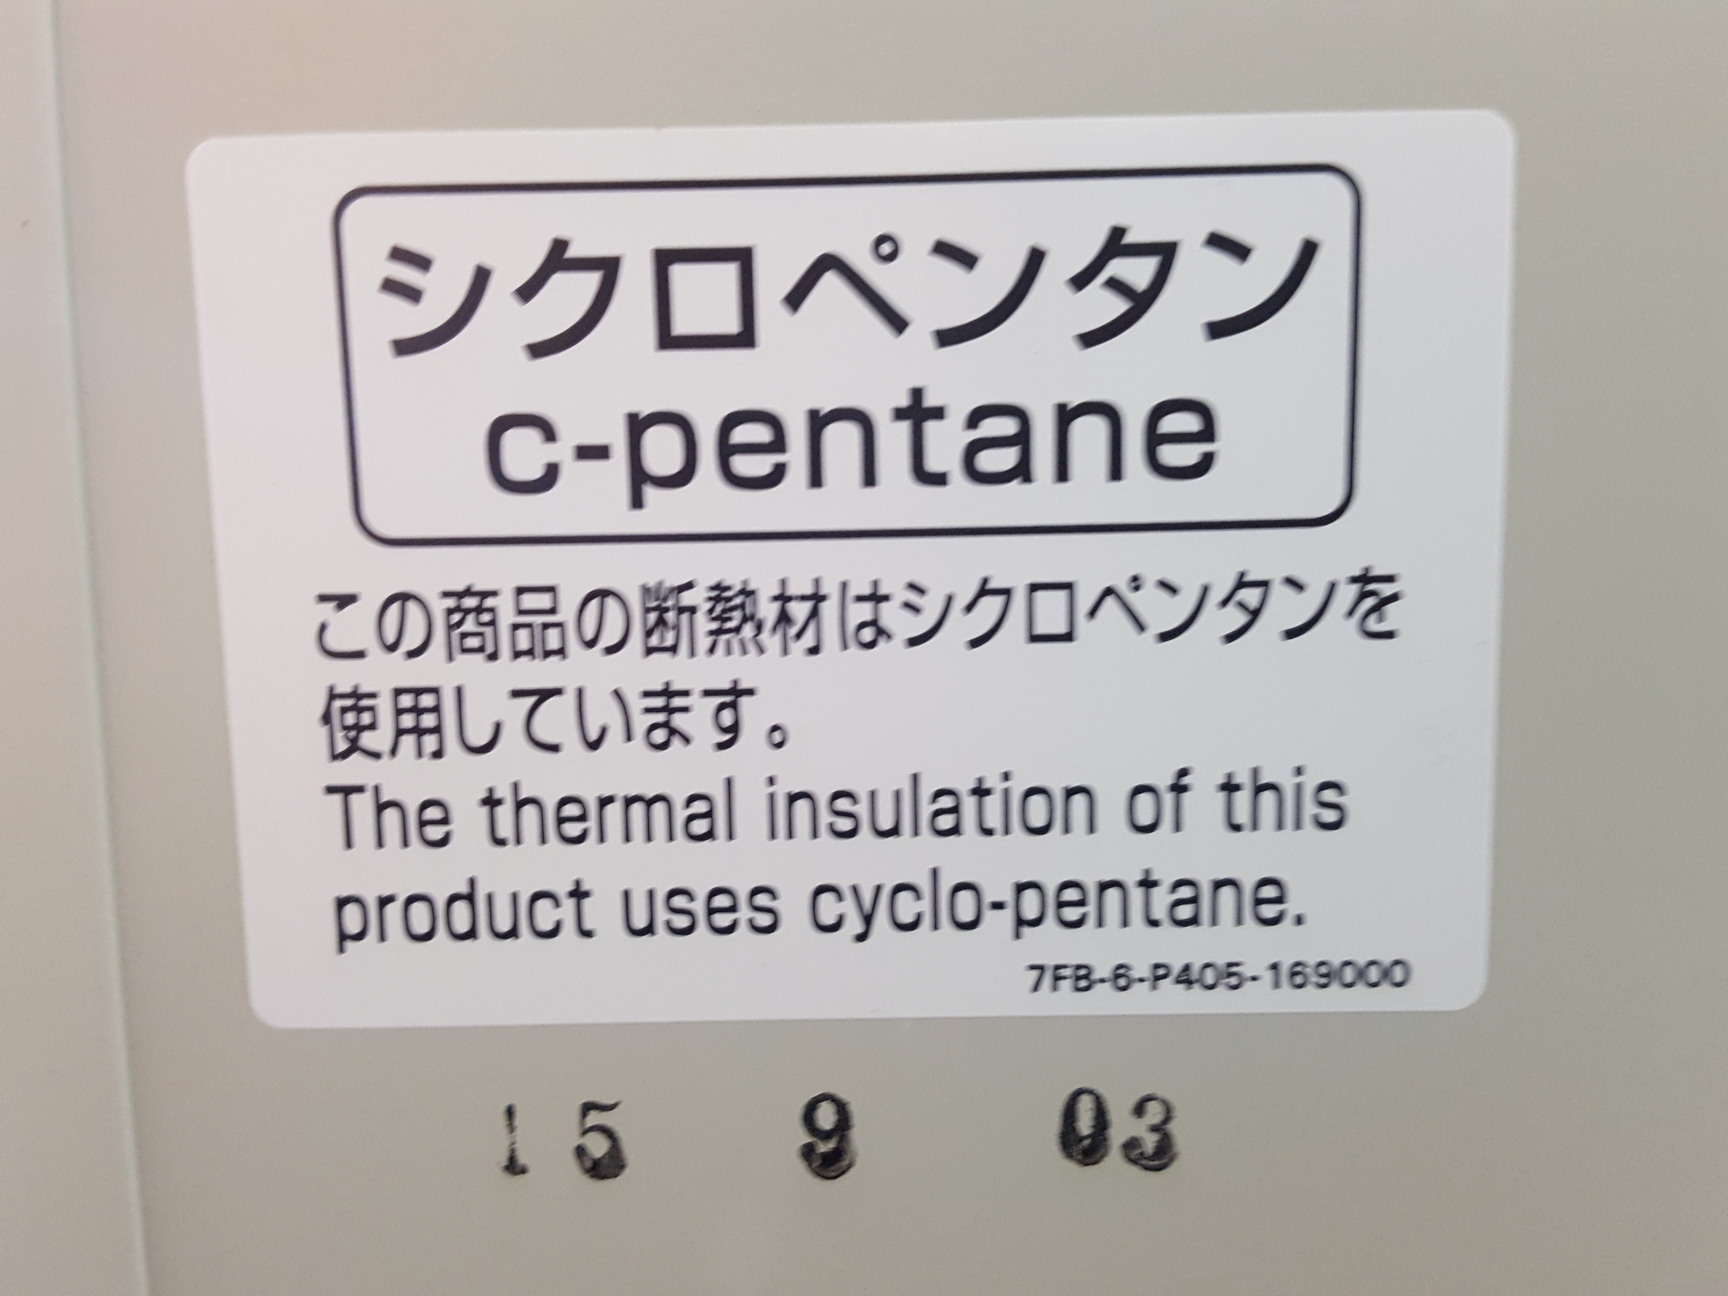 シクロペンタン
c-pentane
この商品の断熱材はシクロペンタンを
使用しています。
The thermal insulation of this
product uses cyclo-pentane.
7FB-6-P405-169000
15 9 03